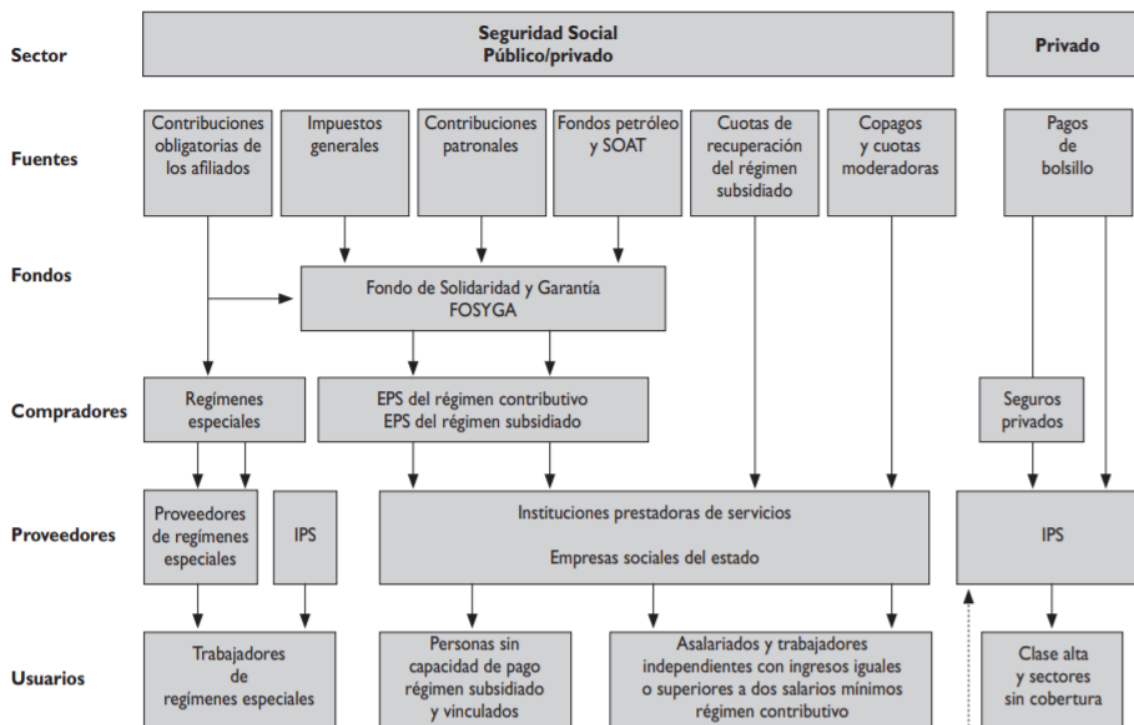 Sector
Seguridad Social
Público/privado
Privado
Fuentes
Contribuciones
obligatorias de
los afiliados
Impuestos
generales
Contribuciones
patronales
Fondos petróleo
y SOAT
Cuotas de
recuperación
del régimen
subsidiado
Copagos
y cuotas
moderadoras
Pagos
de
bolsillo
Fondos
Fondo de Solidaridad y Garantía
FOSYGA
Compradores
Regímenes
especiales
EPS del régimen contributivo
EPS del régimen subsidiado
Seguros
privados
Proveedores
Proveedores
de regímenes
especiales
IPS
Instituciones prestadoras de servicios
Empresas sociales del estado
IPS
Usuarios
Trabajadores
de
regímenes especiales
Personas sin
capacidad de pago
régimen subsidiado
y vinculados
Asalariados y trabajadores
independientes con ingresos iguales
o superiores a dos salarios mínimos
régimen contributivo
Clase alta
y sectores
sin cobertura